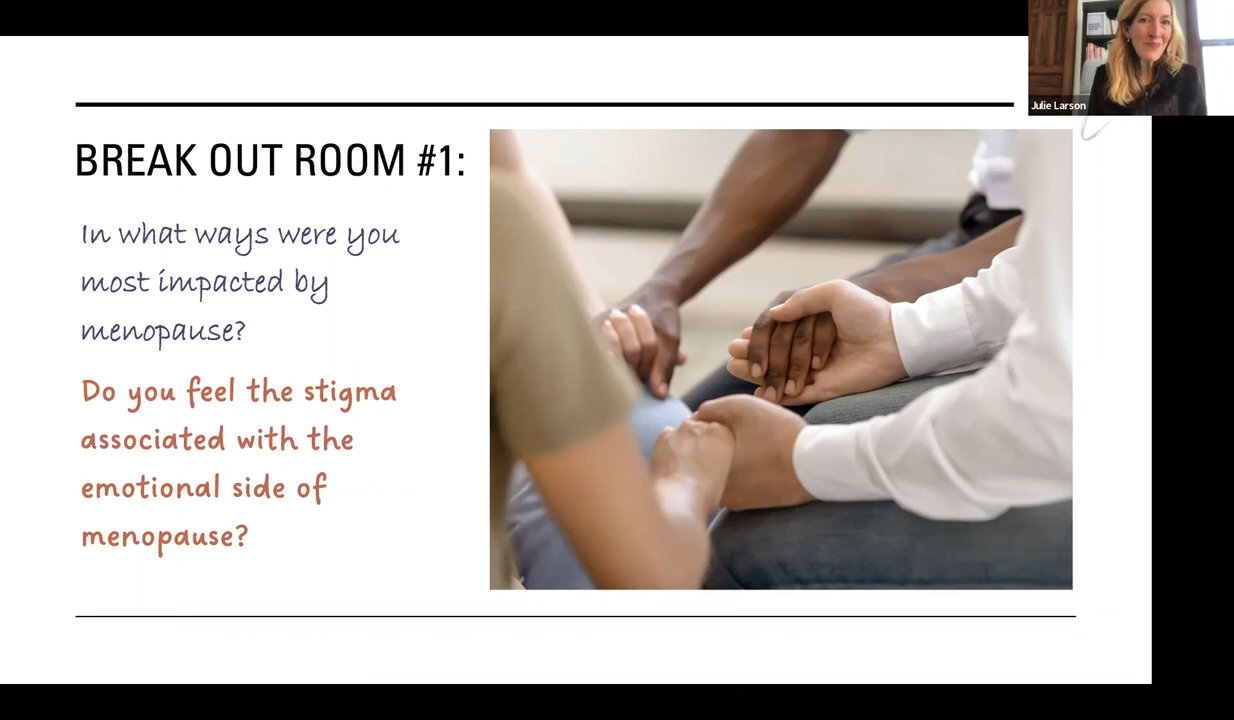 Julie Larson
BREAK OUT ROOM #1:
In what ways were you
most impacted by
menopause?
Do you feel the stigma
associated with the
emotional side of
menopause?